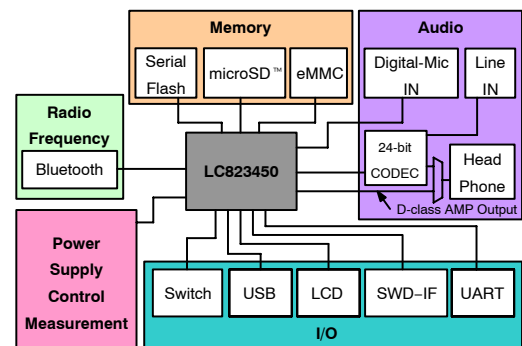 Memory
Serial
Flash
microSD™
eMMC
Audio
Digital-Mic
IN
Line
IN
24-bit
CODEC
Head
Phone
D-class AMP Output
Radio
Frequency
Bluetooth
LC823450
Power
Supply
Control
Measurement
Switch
USB
LCD
SWD-IF
UART
I/O